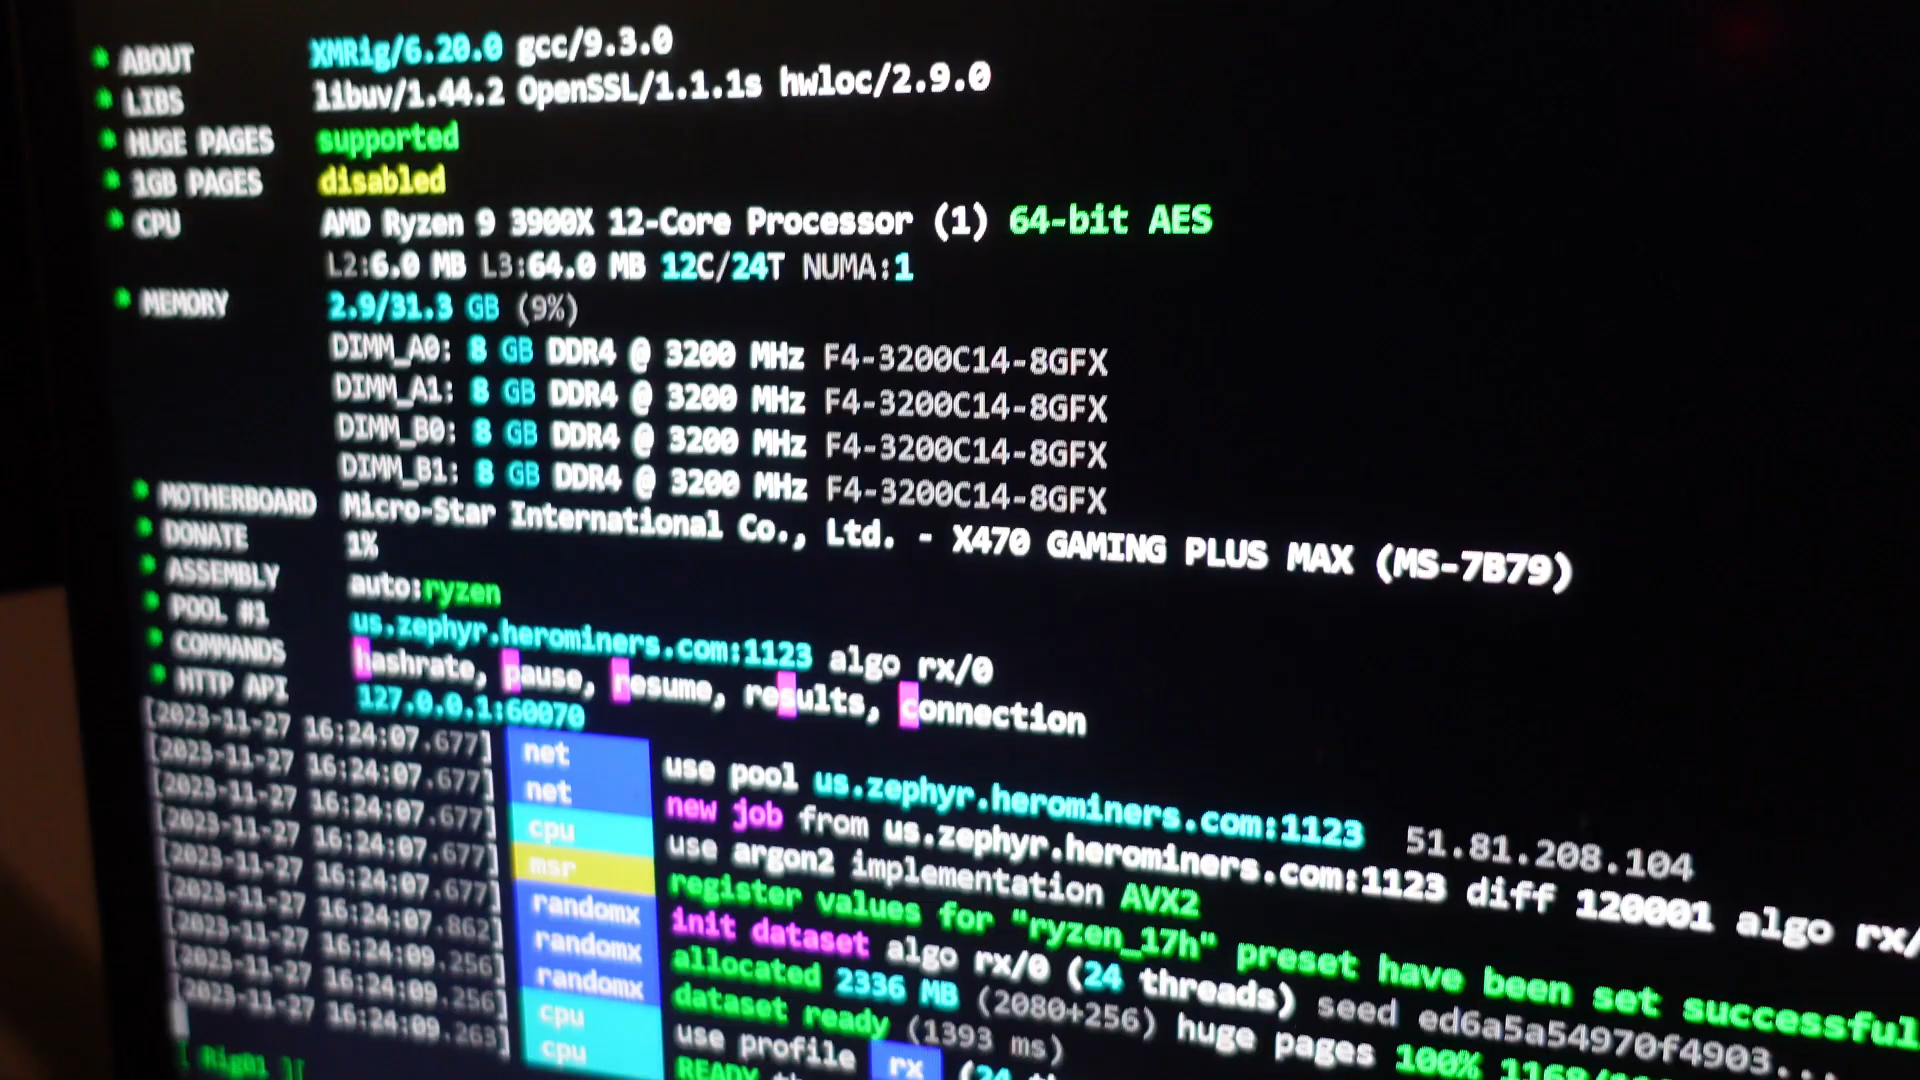 * ABOUT XMRig/6.20.0 gcc/9.3.0
* LIBS libuv/1.44.2 OpenSSL/1.1.1s hwloc/2.9.0
* HUGE PAGES supported
* 1GB PAGES disabled
* CPU AMD Ryzen 9 3900X 12-Core Processor (1) 64-bit AES
L2:6.0 MB L3:64.0 MB 12C/24T NUMA:1
* MEMORY 2.9/31.3 GB (9%)
DIMM_A0: 8 GB DDR4 @ 3200 MHz F4-3200C14-8GFX
DIMM_A1: 8 GB DDR4 @ 3200 MHz F4-3200C14-8GFX
DIMM_B0: 8 GB DDR4 @ 3200 MHz F4-3200C14-8GFX
DIMM_B1: 8 GB DDR4 @ 3200 MHz F4-3200C14-8GFX
* MOTHERBOARD Micro-Star International Co., Ltd. - X470 GAMING PLUS MAX (MS-7B79)
* DONATE 1%
* ASSEMBLY auto:ryzen
* POOL #1 us.zephyr.herominers.com:1123 algo rx/0
* COMMANDS hashrate, pause, resume, results, connection
* HTTP API 127.0.0.1:60070
[2023-11-27 16:24:07.677] net use pool us.zephyr.herominers.com:1123 51.81.208.104
[2023-11-27 16:24:07.677] net new job from us.zephyr.herominers.com:1123 diff 120001 algo rx/
[2023-11-27 16:24:07.677] cpu use argon2 implementation AVX2
[2023-11-27 16:24:07.677] msr register values for "ryzen_17h" preset have been set successful
[2023-11-27 16:24:07.677] randomx init dataset algo rx/0 (24 threads) seed ed6a5a54970f4903...
[2023-11-27 16:24:07.862] randomx allocated 2336 MB (2080+256) huge pages 100% 1168/
[2023-11-27 16:24:09.256] randomx dataset ready (1393 ms)
[2023-11-27 16:24:09.256] cpu use profile rx (24
[2023-11-27 16:24:09.263] cpu READY
[ Rig01 ][